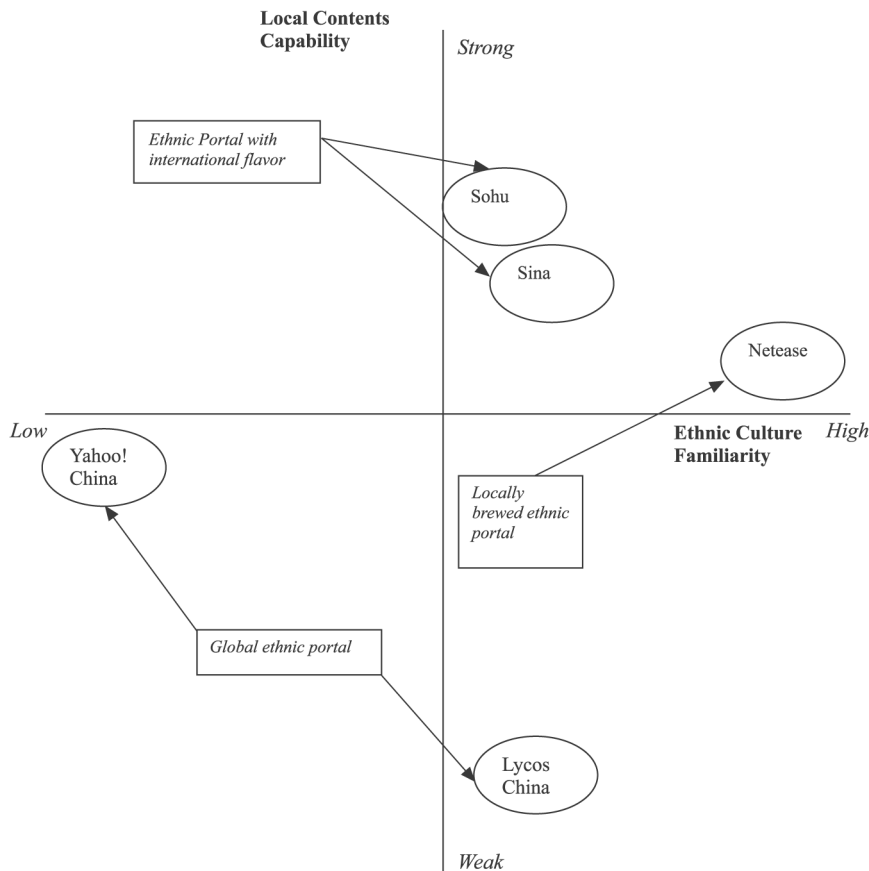 Local Contents
Capability
Strong
Ethnic Portal with
international flavor
Sohu
Sina
Netease
Low
Ethnic Culture
Familiarity
High
Yahoo!
China
Locally
brewed ethnic
portal
Global ethnic portal
Lycos
China
Weak